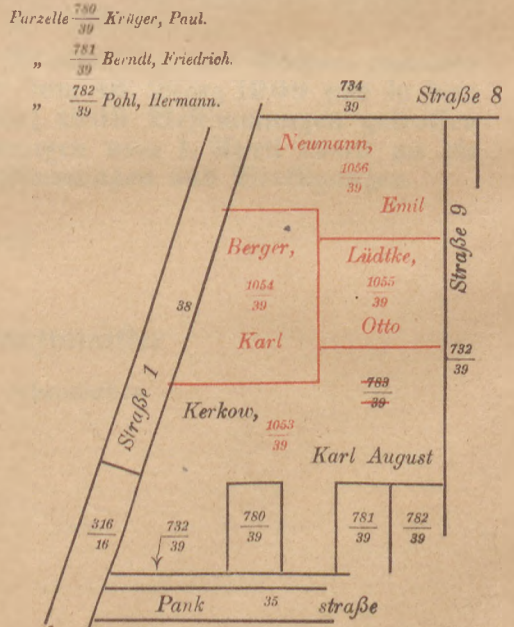 Parzelle 780/39 Krüger, Paul.
„ 781/39 Berndt, Friedrich.
„ 782/39 Pohl, Hermann.
734/39 Straße 8
Neumann,
1056/39
Emil
Straße 9
Berger,
1054/39
Karl
Lüdtke,
1055/39
Otto
38
Straße 1
732/39
783/39
Kerkow,
1053/39
Karl August
316/16
732/39
780/39
781/39
782/39
Pank 35 straße